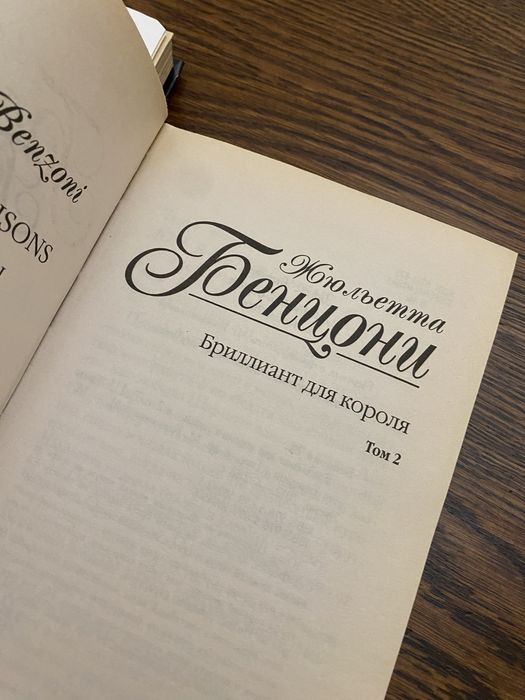 Benzoni
ISONS
Жюльетта
Бенцони
Бриллиант для короля
Том 2